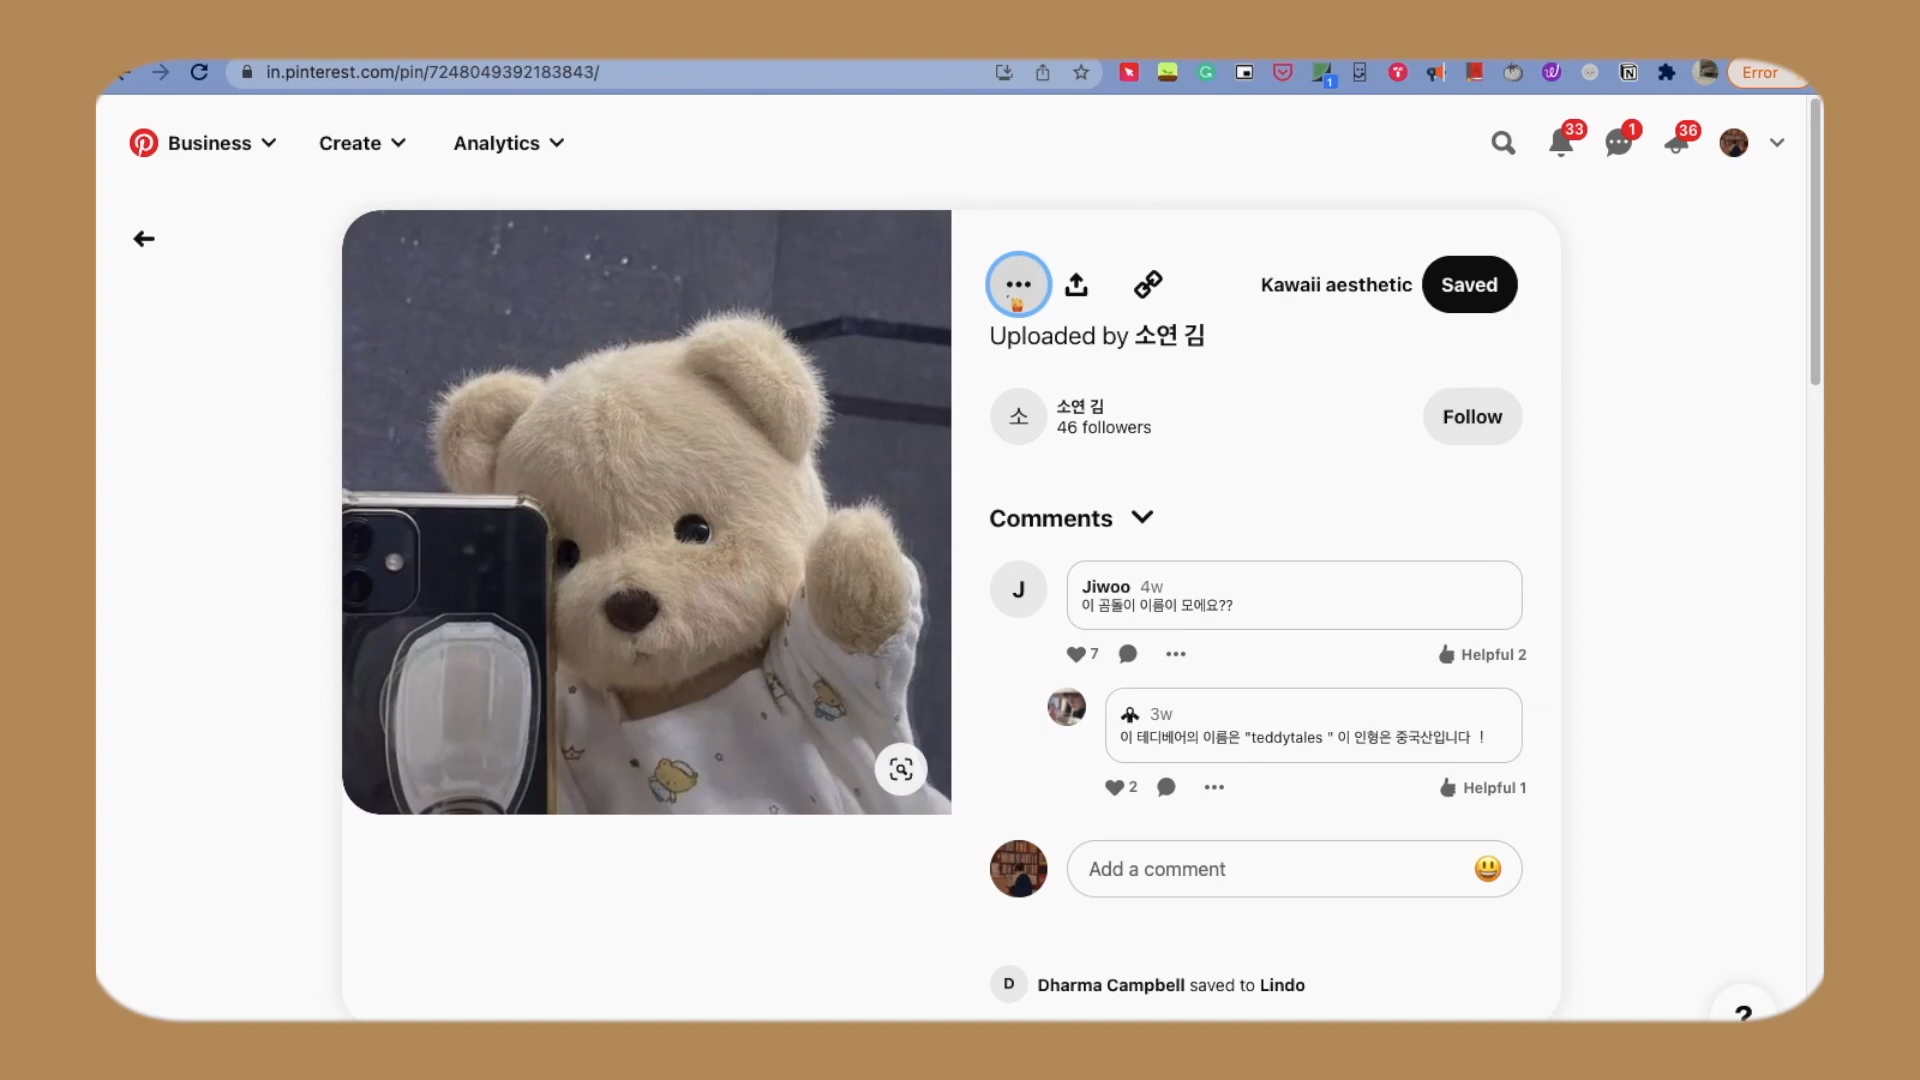 in.pinterest.com/pin/7248049392183843/
1
Error
Business
Create
Analytics
33
1
36
Kawaii aesthetic
Saved
Uploaded by 소연 김
소
소연 김
46 followers
Follow
Comments
J
Jiwoo 4w
이 곰돌이 이름이 모에요??
7
Helpful 2
3w
이 테디베어의 이름은 "teddytales " 이 인형은 중국산입니다 !
2
Helpful 1
Add a comment
D
Dharma Campbell saved to Lindo
?